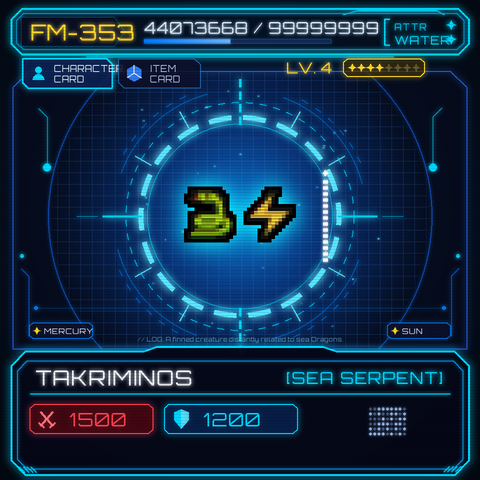 FM-353
44073668 / 99999999
ATTR
WATER
CHARACTER
CARD
ITEM
CARD
LV.4
MERCURY
SUN
// LOG: A finned creature distantly related to sea Dragons.
TAKRIMINOS
[SEA SERPENT]
1500
1200